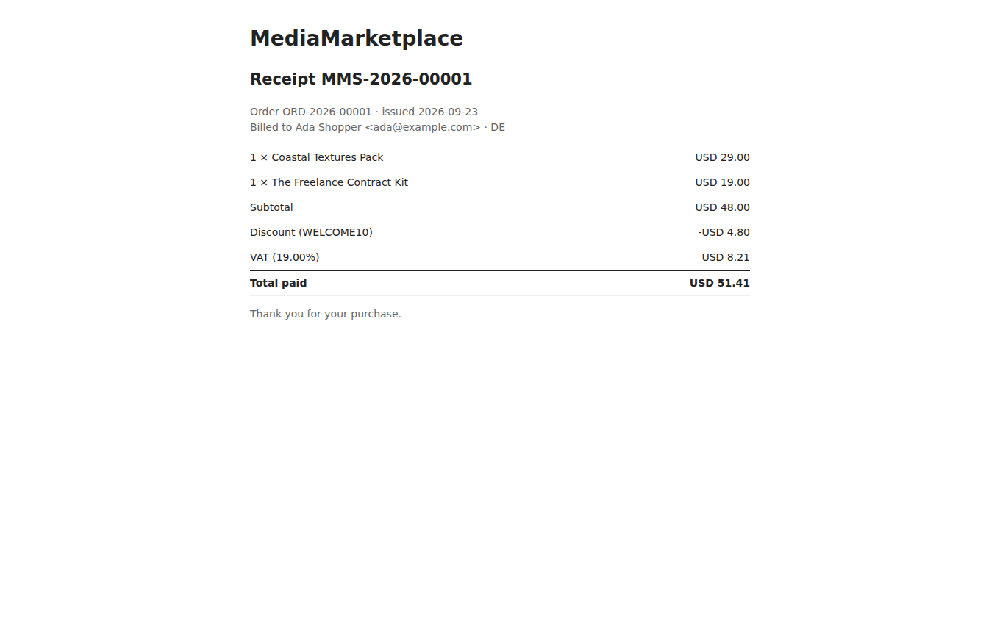 MediaMarketplace
Receipt MMS-2026-00001
Order ORD-2026-00001 · issued 2026-09-23
Billed to Ada Shopper <ada@example.com> · DE
1 × Coastal Textures Pack USD 29.00
1 × The Freelance Contract Kit USD 19.00
Subtotal USD 48.00
Discount (WELCOME10) -USD 4.80
VAT (19.00%) USD 8.21
Total paid USD 51.41
Thank you for your purchase.